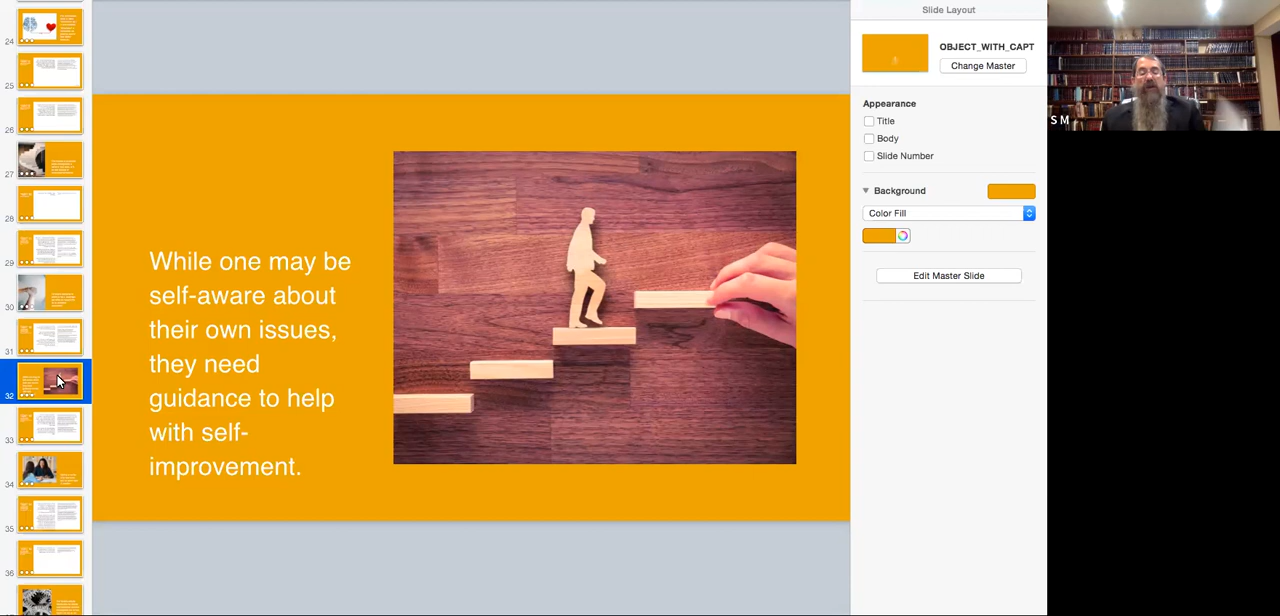 24
25
26
27
28
29
30
31
32
33
34
35
36
While one may be
self-aware about
their own issues,
they need
guidance to help
with self-
improvement.
Slide Layout
OBJECT_WITH_CAPT
Change Master
Appearance
Title
Body
Slide Number
Background
Color Fill
Edit Master Slide
S M